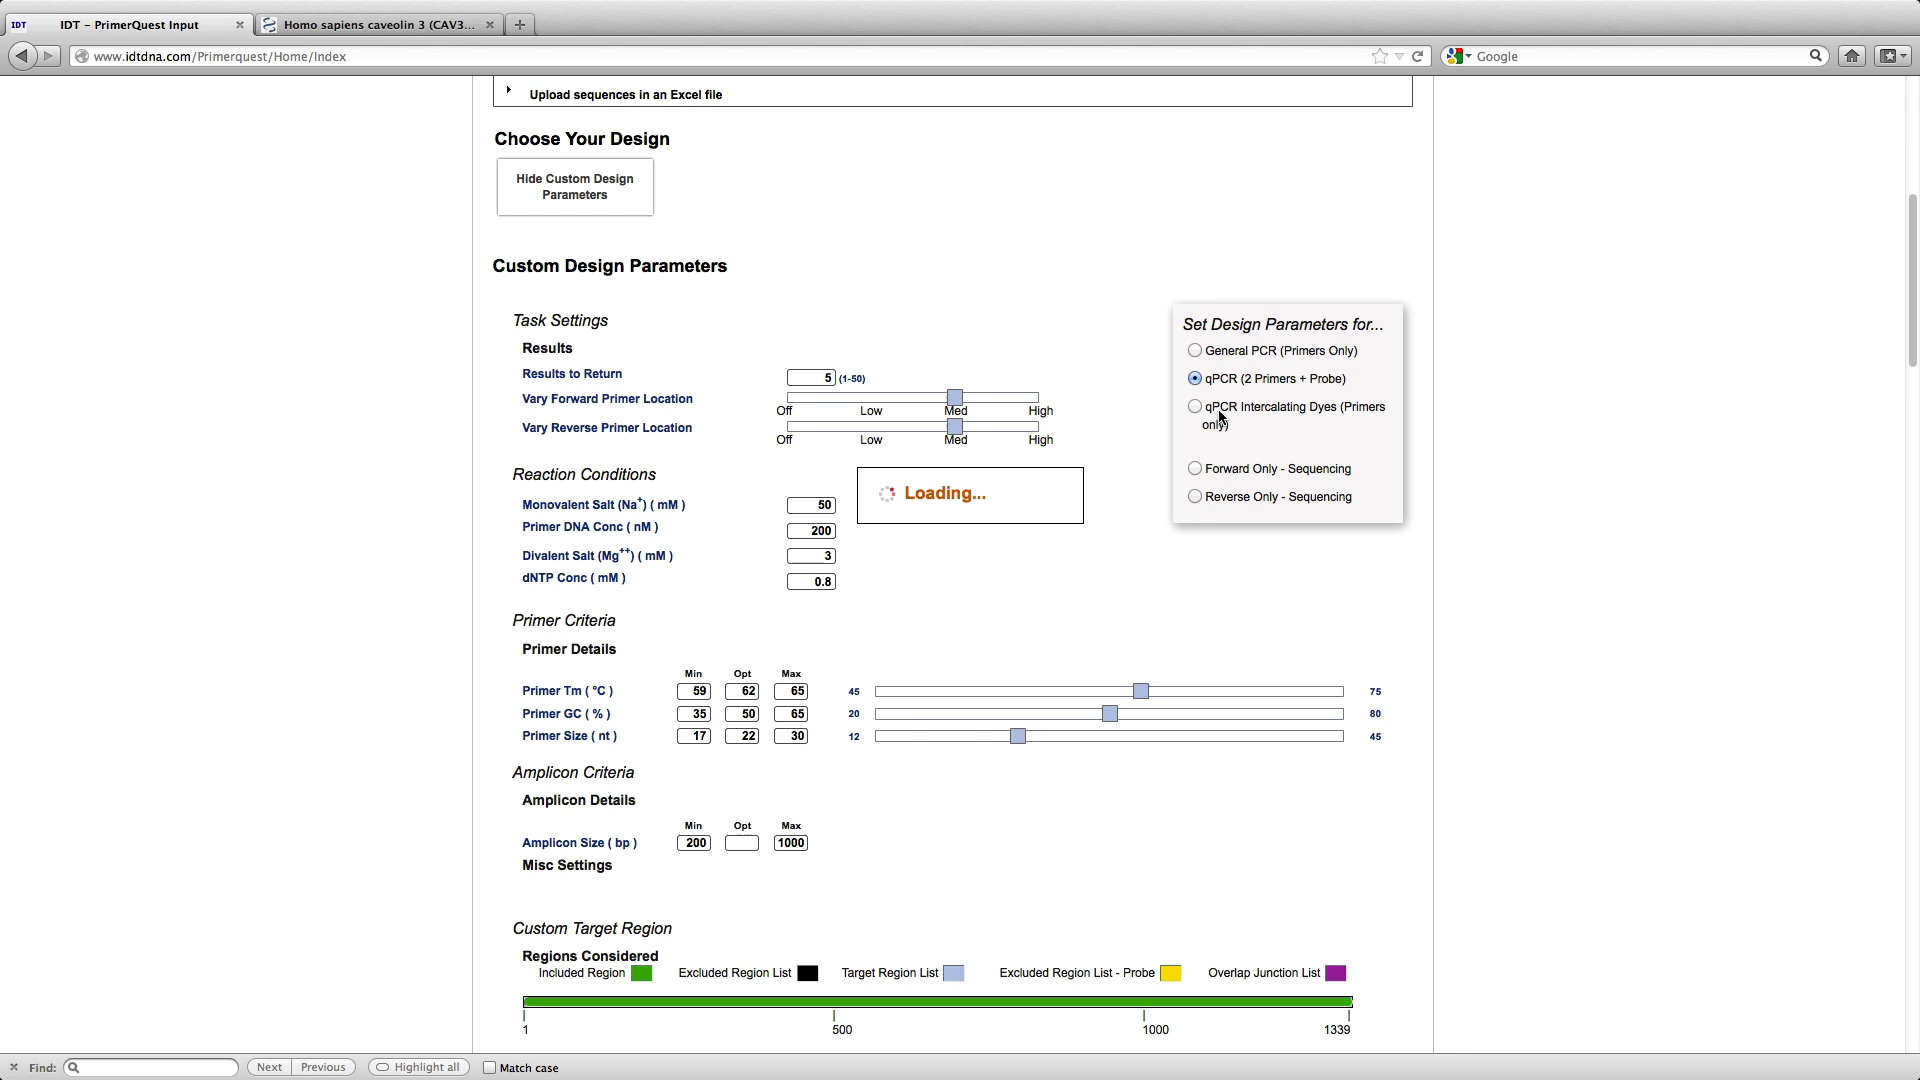 IDT IDT - PrimerQuest Input Homo sapiens caveolin 3 (CAV3...
www.idtdna.com/Primerquest/Home/Index Google
Upload sequences in an Excel file
Choose Your Design
Hide Custom Design
Parameters
Custom Design Parameters
Task Settings
Results
Results to Return 5 (1-50)
Vary Forward Primer Location
Off Low Med High
Vary Reverse Primer Location
Off Low Med High
Set Design Parameters for...
General PCR (Primers Only)
qPCR (2 Primers + Probe)
qPCR Intercalating Dyes (Primers
only)
Forward Only - Sequencing
Reverse Only - Sequencing
Reaction Conditions
Loading...
Monovalent Salt (Na+) ( mM ) 50
Primer DNA Conc ( nM ) 200
Divalent Salt (Mg++) ( mM ) 3
dNTP Conc ( mM ) 0.8
Primer Criteria
Primer Details
Min Opt Max
Primer Tm ( °C ) 59 62 65 45 75
Primer GC ( % ) 35 50 65 20 80
Primer Size ( nt ) 17 22 30 12 45
Amplicon Criteria
Amplicon Details
Min Opt Max
Amplicon Size ( bp ) 200 1000
Misc Settings
Custom Target Region
Regions Considered
Included Region Excluded Region List Target Region List Excluded Region List - Probe Overlap Junction List
1 500 1000 1339
Find: Next Previous Highlight all Match case